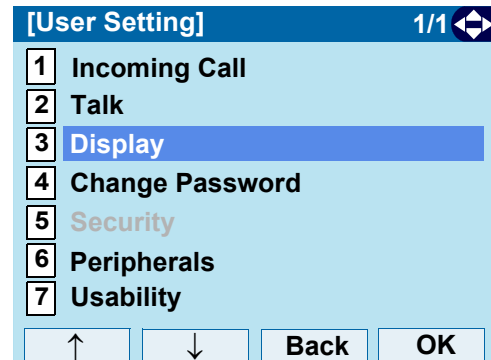 [User Setting] 1/1
1 Incoming Call
2 Talk
3 Display
4 Change Password
5 Security
6 Peripherals
7 Usability
↑ ↓ Back OK